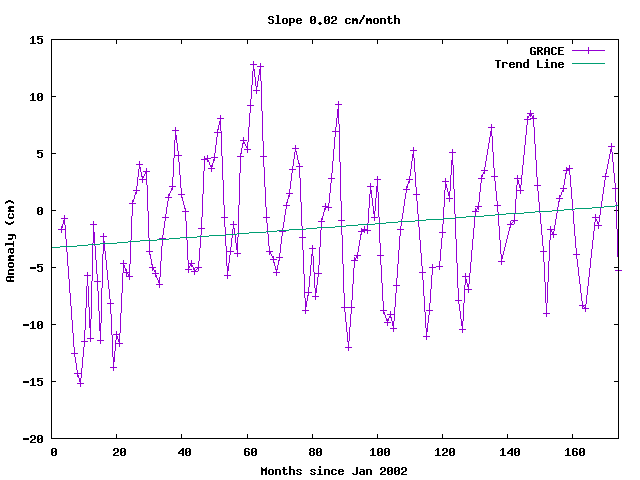 Slope 0.02 cm/month
GRACE
Trend Line
15
10
5
0
-5
-10
-15
-20
Anomaly (cm)
0 20 40 60 80 100 120 140 160
Months since Jan 2002